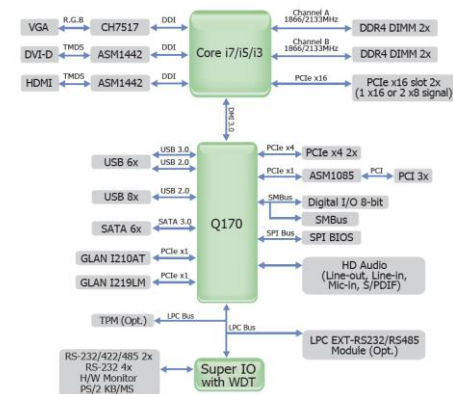 VGA
R.G.B
CH7517
DDI
DVI-D
TMDS
ASM1442
DDI
HDMI
TMDS
ASM1442
DDI
Core i7/i5/i3
Channel A
1866/2133MHz
DDR4 DIMM 2x
Channel B
1866/2133MHz
DDR4 DIMM 2x
PCIe x16
PCIe x16 slot 2x
(1 x16 or 2 x8 signal)
DMI 3.0
USB 6x
USB 3.0
USB 2.0
USB 8x
USB 2.0
SATA 6x
SATA 3.0
GLAN I210AT
PCIe x1
GLAN I219LM
PCIe x1
Q170
PCIe x4
PCIe x4 2x
PCIe x1
ASM1085
PCI
PCI 3x
SMBus
Digital I/O 8-bit
SMBus
SPI Bus
SPI BIOS
HD Audio
(Line-out, Line-in,
Mic-in, S/PDIF)
TPM (Opt.)
LPC Bus
LPC Bus
LPC EXT-RS232/RS485
Module (Opt.)
RS-232/422/485 2x
RS-232 4x
H/W Monitor
PS/2 KB/MS
Super IO
with WDT